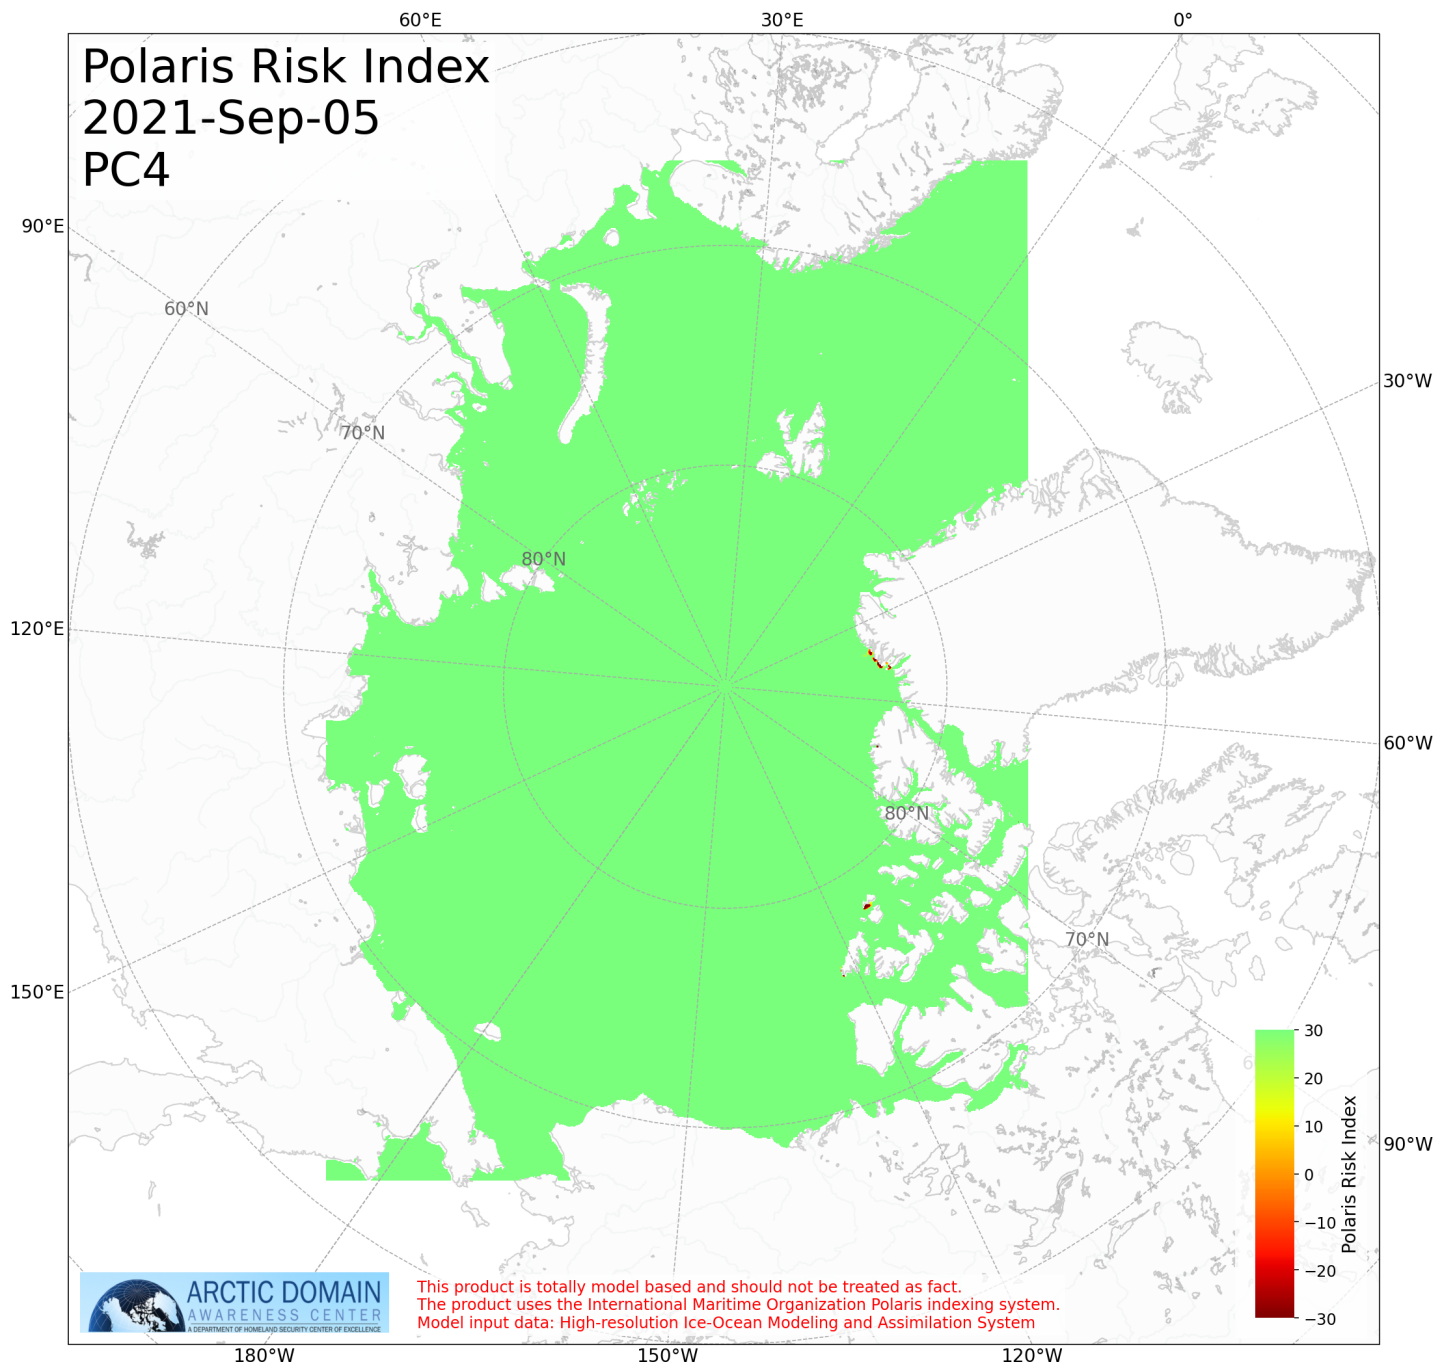 60°E 30°E 0°
Polaris Risk Index
2021-Sep-05
PC4
90°E
60°N
30°W
70°N
80°N
120°E
60°W
80°N
70°N
150°E
30
20
10
0
−10
−20
−30
Polaris Risk Index
90°W
ARCTIC DOMAIN
AWARENESS CENTER
A DEPARTMENT OF HOMELAND SECURITY CENTER OF EXCELLENCE
This product is totally model based and should not be treated as fact.
The product uses the International Maritime Organization Polaris indexing system.
Model input data: High-resolution Ice-Ocean Modeling and Assimilation System
180°W 150°W 120°W